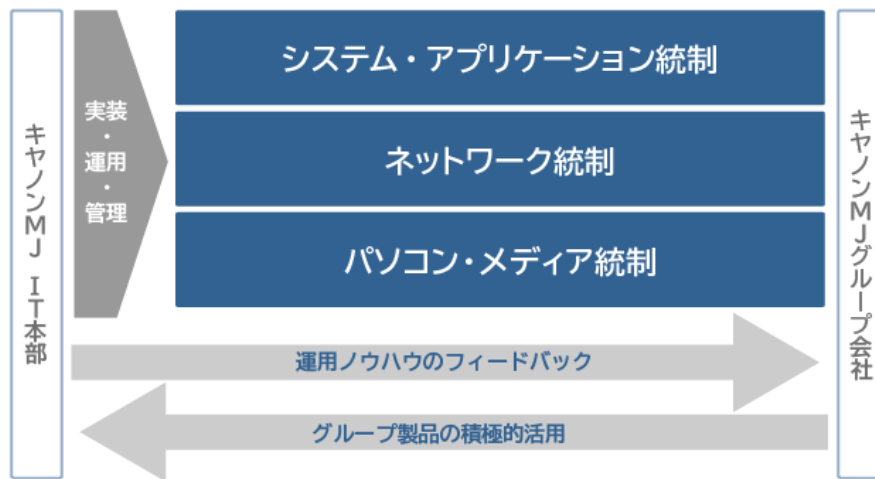 キヤノンMJ IT本部
実装
・
運用
・
管理
システム・アプリケーション統制
ネットワーク統制
パソコン・メディア統制
運用ノウハウのフィードバック
グループ製品の積極的活用
キヤノンMJグループ会社